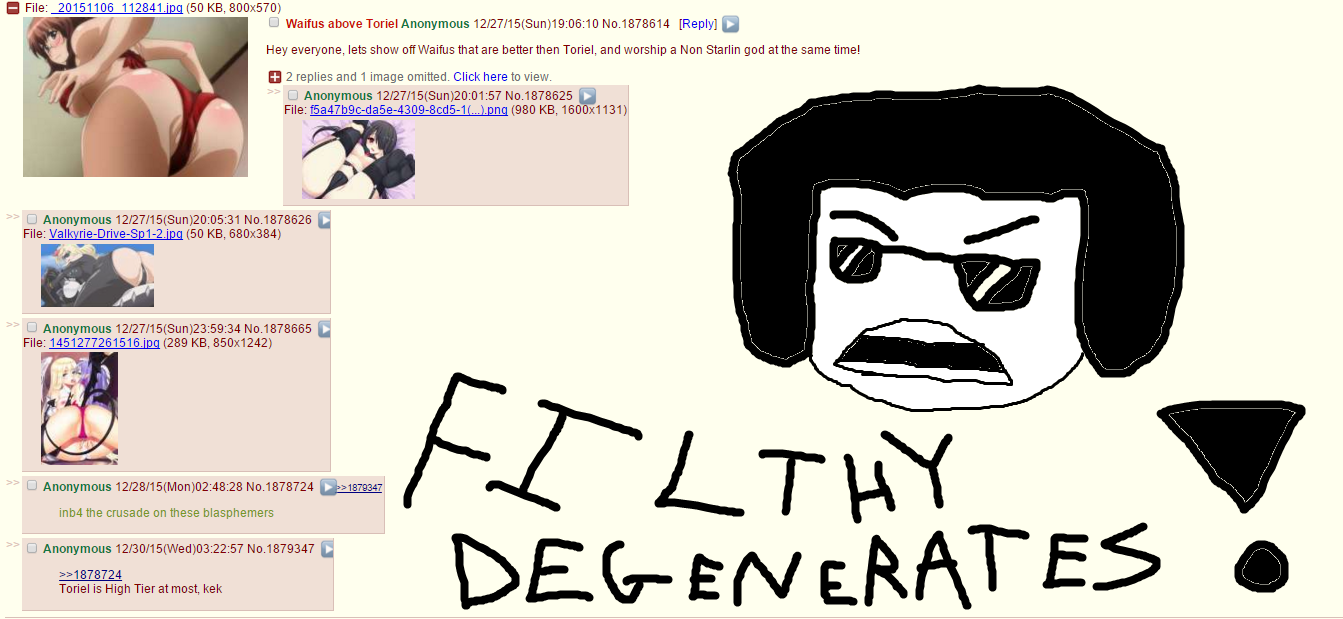 File: _20151106_112841.jpg (50 KB, 800x570)
Waifus above Toriel Anonymous 12/27/15(Sun)19:06:10 No.1878614 [Reply]
Hey everyone, lets show off Waifus that are better then Toriel, and worship a Non Starlin god at the same time!
2 replies and 1 image omitted. Click here to view.
>> Anonymous 12/27/15(Sun)20:01:57 No.1878625
File: f5a47b9c-da5e-4309-8cd5-1(...).png (980 KB, 1600x1131)
>> Anonymous 12/27/15(Sun)20:05:31 No.1878626
File: Valkyrie-Drive-Sp1-2.jpg (50 KB, 680x384)
>> Anonymous 12/27/15(Sun)23:59:34 No.1878665
File: 1451277261516.jpg (289 KB, 850x1242)
>> Anonymous 12/28/15(Mon)02:48:28 No.1878724 >>1879347
inb4 the crusade on these blasphemers
>> Anonymous 12/30/15(Wed)03:22:57 No.1879347
>>1878724
Toriel is High Tier at most, kek
FILTHY
DEGENERATES!